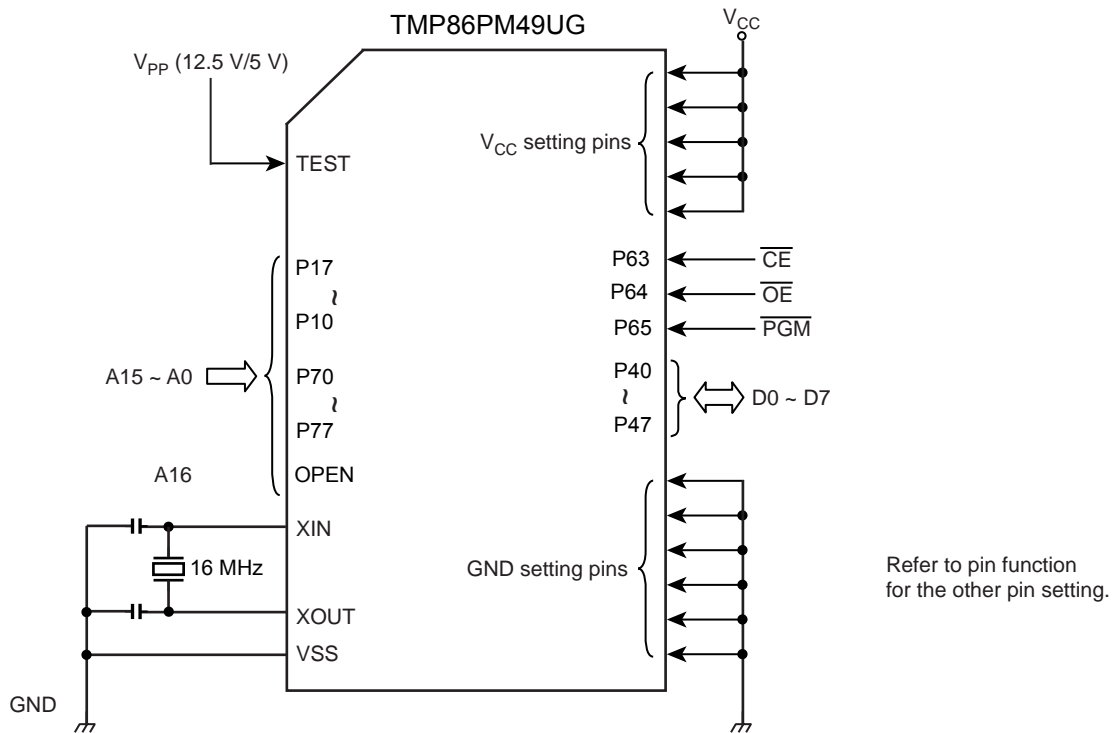 TMP86PM49UG
VCC
VPP (12.5 V/5 V)
VCC setting pins
TEST
P17
~
P10
A15 ~ A0
P70
~
P77
A16
OPEN
XIN
16 MHz
XOUT
VSS
GND
P63
CE
P64
OE
P65
PGM
P40
~
P47
D0 ~ D7
GND setting pins
Refer to pin function
for the other pin setting.